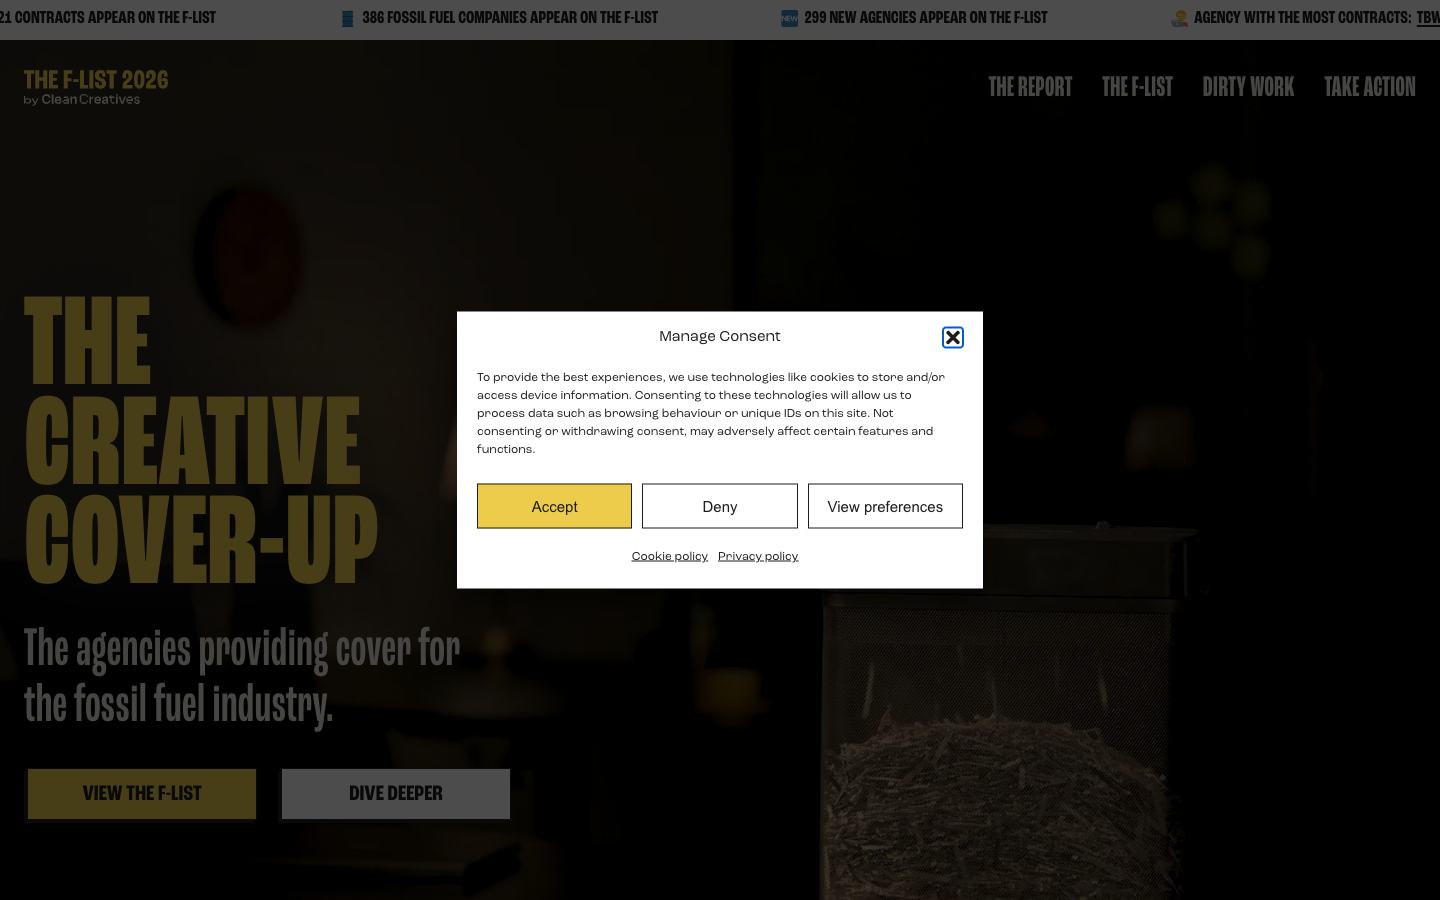 21 CONTRACTS APPEAR ON THE F-LIST
386 FOSSIL FUEL COMPANIES APPEAR ON THE F-LIST
NEW
299 NEW AGENCIES APPEAR ON THE F-LIST
AGENCY WITH THE MOST CONTRACTS:
THE F-LIST 2026
by Clean Creatives
THE REPORT
THE F-LIST
DIRTY WORK
TAKE ACTION
THE
CREATIVE
COVER-UP
The agencies providing cover for
the fossil fuel industry.
VIEW THE F-LIST
DIVE DEEPER
Manage Consent
To provide the best experiences, we use technologies like cookies to store and/or
access device information. Consenting to these technologies will allow us to
process data such as browsing behaviour or unique IDs on this site. Not
consenting or withdrawing consent, may adversely affect certain features and
functions.
Accept
Deny
View preferences
Cookie policy
Privacy policy